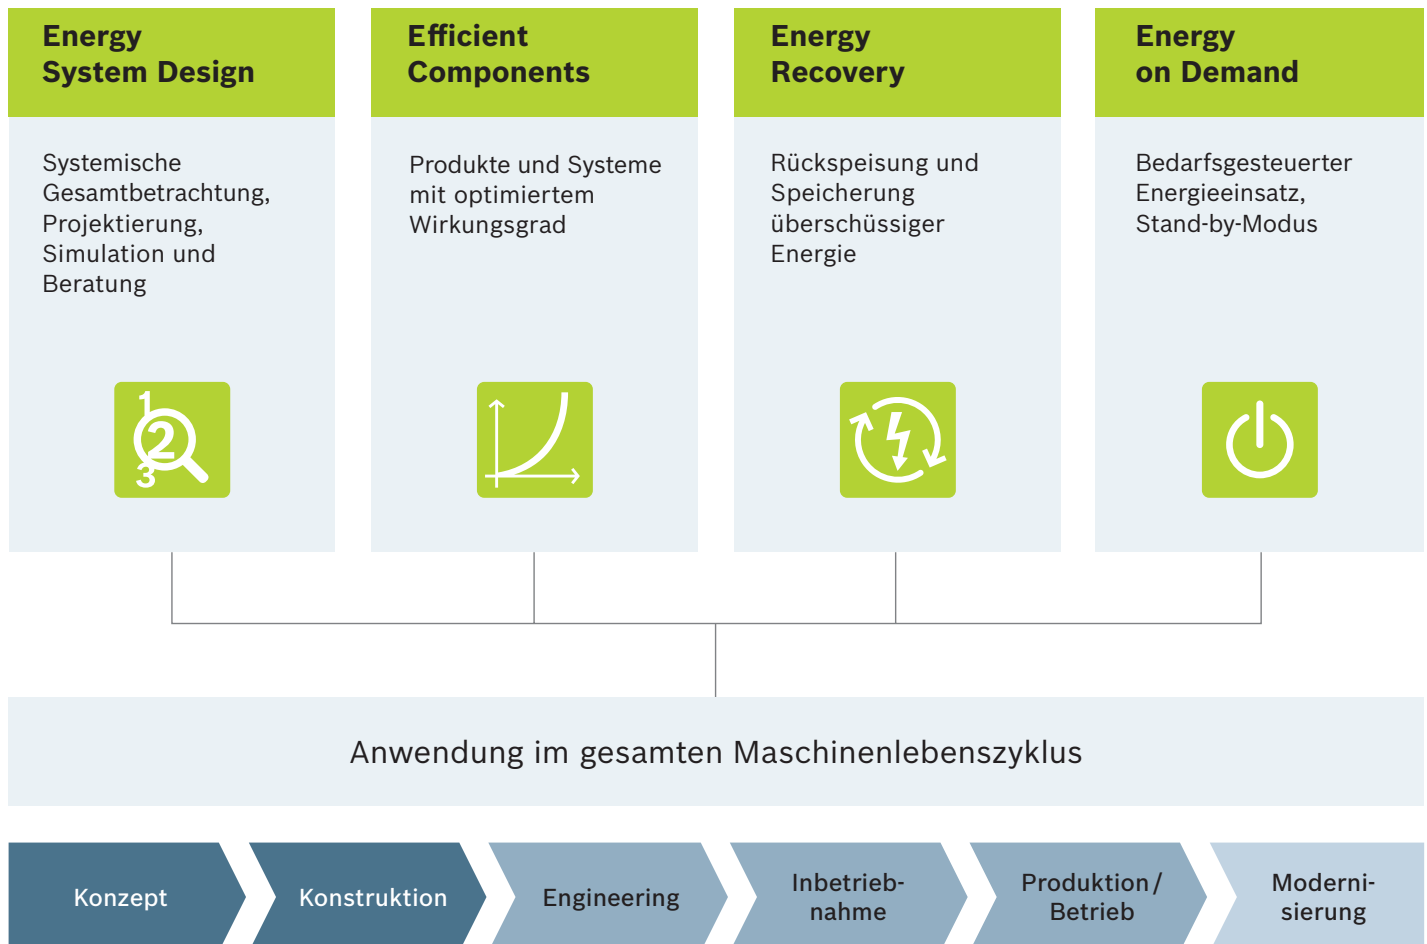 Energy
System Design
Systemische
Gesamtbetrachtung,
Projektierung,
Simulation und
Beratung
1
2
3
Efficient
Components
Produkte und Systeme
mit optimiertem
Wirkungsgrad
Energy
Recovery
Rückspeisung und
Speicherung
überschüssiger
Energie
Energy
on Demand
Bedarfsgesteuerter
Energieeinsatz,
Stand-by-Modus
Anwendung im gesamten Maschinenlebenszyklus
Konzept
Konstruktion
Engineering
Inbetrieb-
nahme
Produktion/
Betrieb
Moderni-
sierung